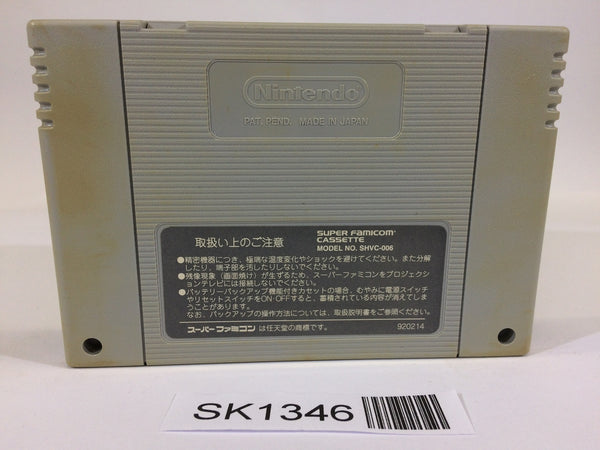 Nintendo
PAT. PEND. MADE IN JAPAN
取扱い上のご注意
SUPER FAMICOM
CASSETTE
MODEL NO. SHVC-006
●精密機器につき、極端な温度変化やショックを避けてください。また分解
したり、端子部を汚したりしないでください。
●残像現象（画面焼け）が生ずるため、スーパーファミコンをプロジェクシ
ョンテレビには接続しないでください。
●バッテリーバックアップ機能付きカセットの場合、むやみに電源スイッチ
やリセットスイッチをON・OFFすると、蓄積されている内容が消えてしま
うことがあります。
なお、バックアップの操作方法については、取扱説明書をご参照ください。
スーパーファミコン は任天堂の商標です。
920214
SK1346